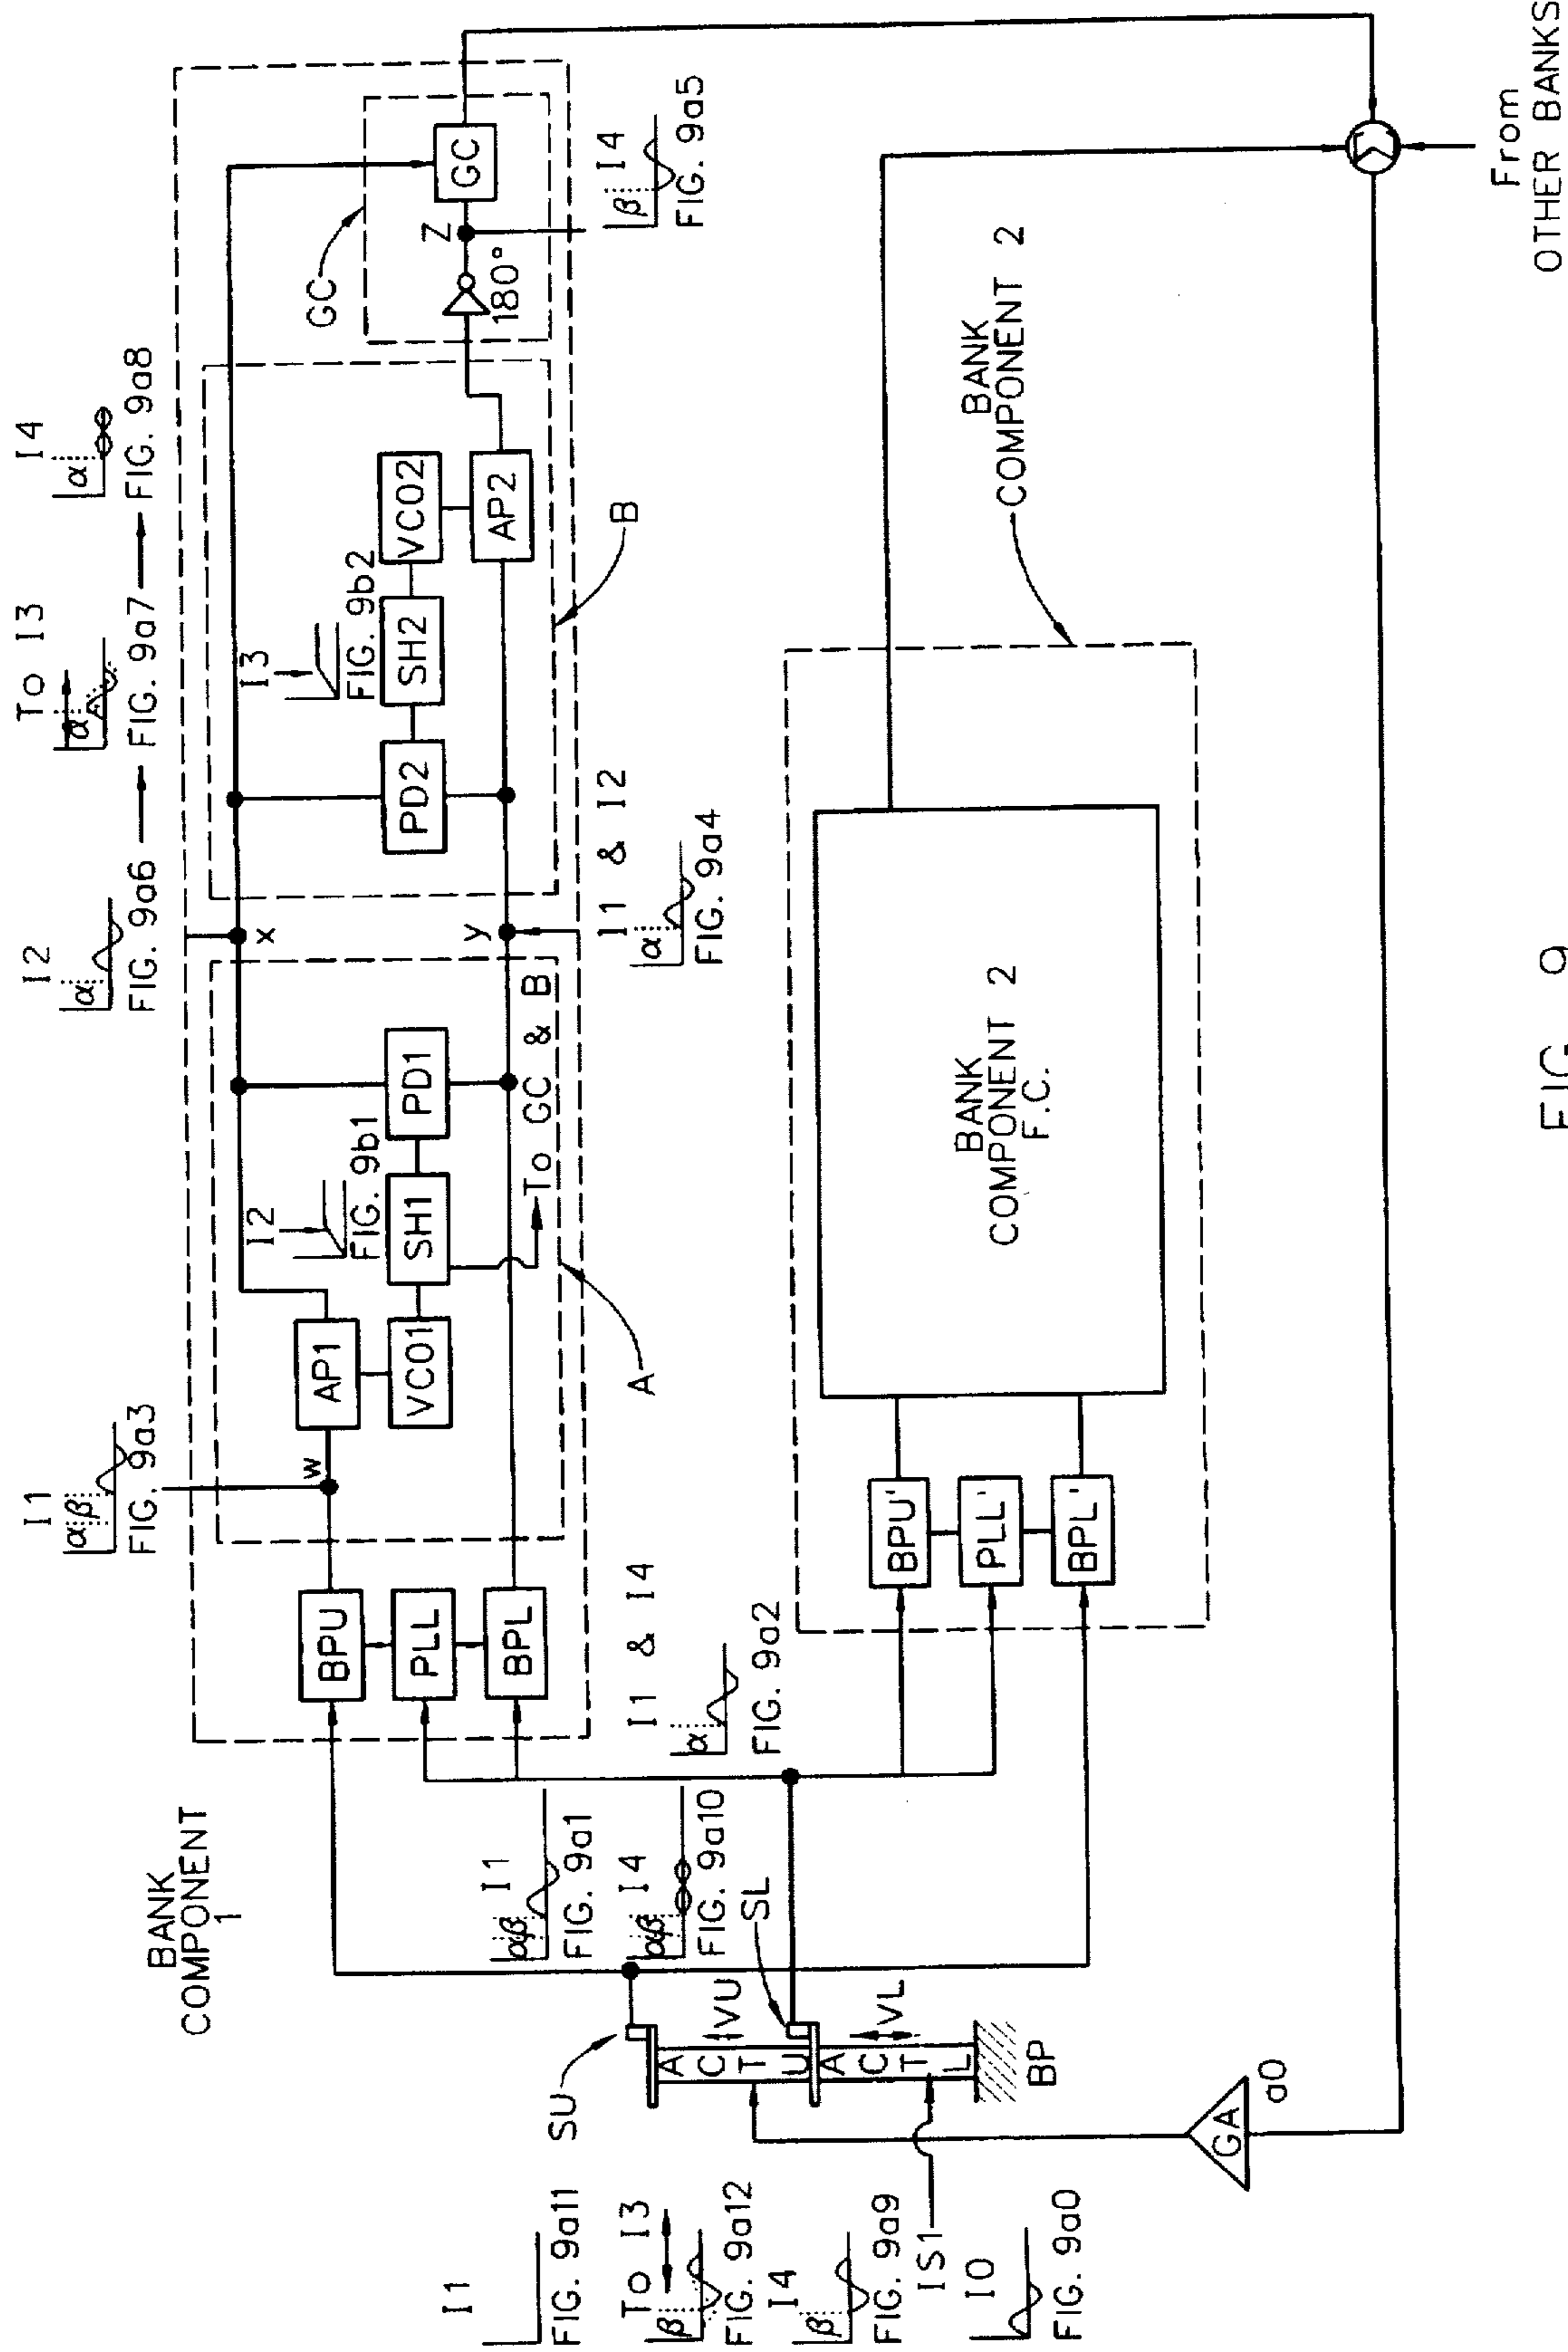 BANK
COMPONENT
1
I1
αβ
FIG. 9a3
I2
α
FIG. 9a6
To I3
α
FIG. 9a7
I4
α
FIG. 9a8
BPU
PLL
BPL
w
AP1
VCO1
I2
FIG. 9b1
SH1
PD1
To GC & B
A
x
y
I1 & I2
α
FIG. 9a4
PD2
I3
FIG. 9b2
SH2
VCO2
AP2
B
GC
180°
Z
GC
β
I4
FIG. 9a5
I1 & I4
α
FIG. 9a2
I1
αβ
FIG. 9a1
I4
αβ
FIG. 9a10
SU
SL
A
C
T
U
VU
A
C
T
L
VL
BP
I1
FIG. 9a11
To I3
β
FIG. 9a12
I4
β
FIG. 9a9
IS1
I0
FIG. 9a0
GA
a0
BPU'
PLL'
BPL'
BANK
COMPONENT 2
F.C.
BANK
COMPONENT 2
Σ
From
OTHER BANKS
FIG. 9